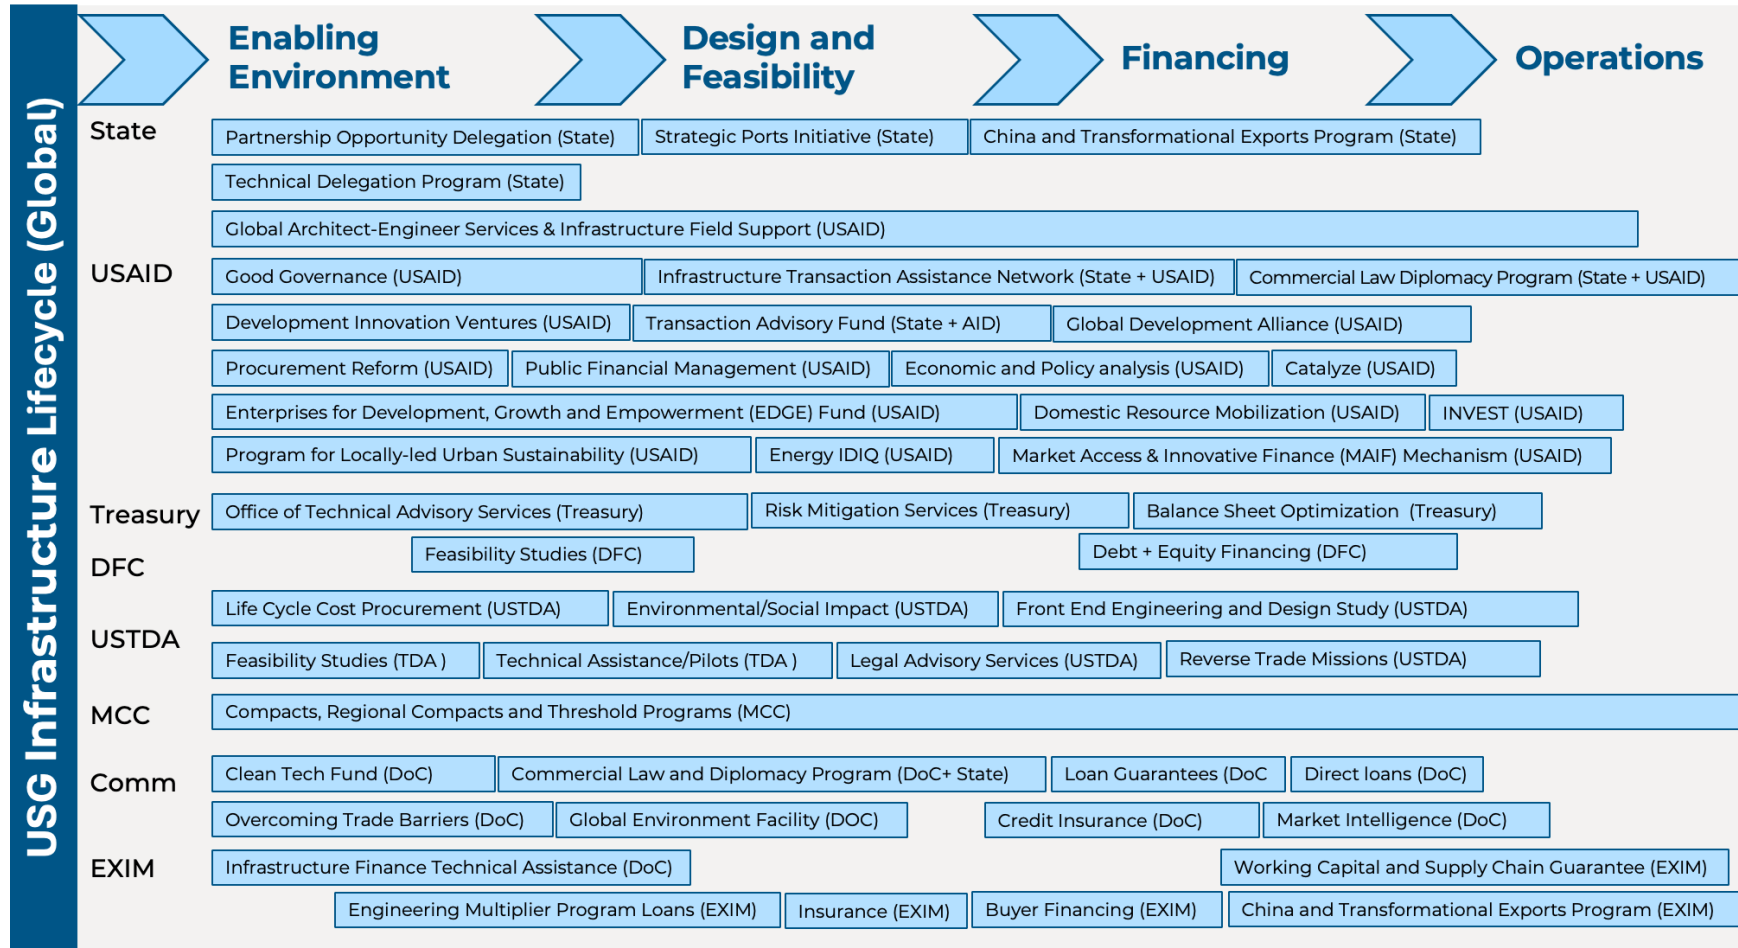 USG Infrastructure Lifecycle (Global)
Enabling
Environment
Design and
Feasibility
Financing
Operations
State
Partnership Opportunity Delegation (State)
Strategic Ports Initiative (State)
China and Transformational Exports Program (State)
Technical Delegation Program (State)
Global Architect-Engineer Services & Infrastructure Field Support (USAID)
USAID
Good Governance (USAID)
Infrastructure Transaction Assistance Network (State + USAID)
Commercial Law Diplomacy Program (State + USAID)
Development Innovation Ventures (USAID)
Transaction Advisory Fund (State + AID)
Global Development Alliance (USAID)
Procurement Reform (USAID)
Public Financial Management (USAID)
Economic and Policy analysis (USAID)
Catalyze (USAID)
Enterprises for Development, Growth and Empowerment (EDGE) Fund (USAID)
Domestic Resource Mobilization (USAID)
INVEST (USAID)
Program for Locally-led Urban Sustainability (USAID)
Energy IDIQ (USAID)
Market Access & Innovative Finance (MAIF) Mechanism (USAID)
Treasury
Office of Technical Advisory Services (Treasury)
Risk Mitigation Services (Treasury)
Balance Sheet Optimization (Treasury)
DFC
Feasibility Studies (DFC)
Debt + Equity Financing (DFC)
USTDA
Life Cycle Cost Procurement (USTDA)
Environmental/Social Impact (USTDA)
Front End Engineering and Design Study (USTDA)
Feasibility Studies (TDA )
Technical Assistance/Pilots (TDA )
Legal Advisory Services (USTDA)
Reverse Trade Missions (USTDA)
MCC
Compacts, Regional Compacts and Threshold Programs (MCC)
Comm
Clean Tech Fund (DoC)
Commercial Law and Diplomacy Program (DoC+ State)
Loan Guarantees (DoC
Direct loans (DoC)
Overcoming Trade Barriers (DoC)
Global Environment Facility (DOC)
Credit Insurance (DoC)
Market Intelligence (DoC)
EXIM
Infrastructure Finance Technical Assistance (DoC)
Working Capital and Supply Chain Guarantee (EXIM)
Engineering Multiplier Program Loans (EXIM)
Insurance (EXIM)
Buyer Financing (EXIM)
China and Transformational Exports Program (EXIM)